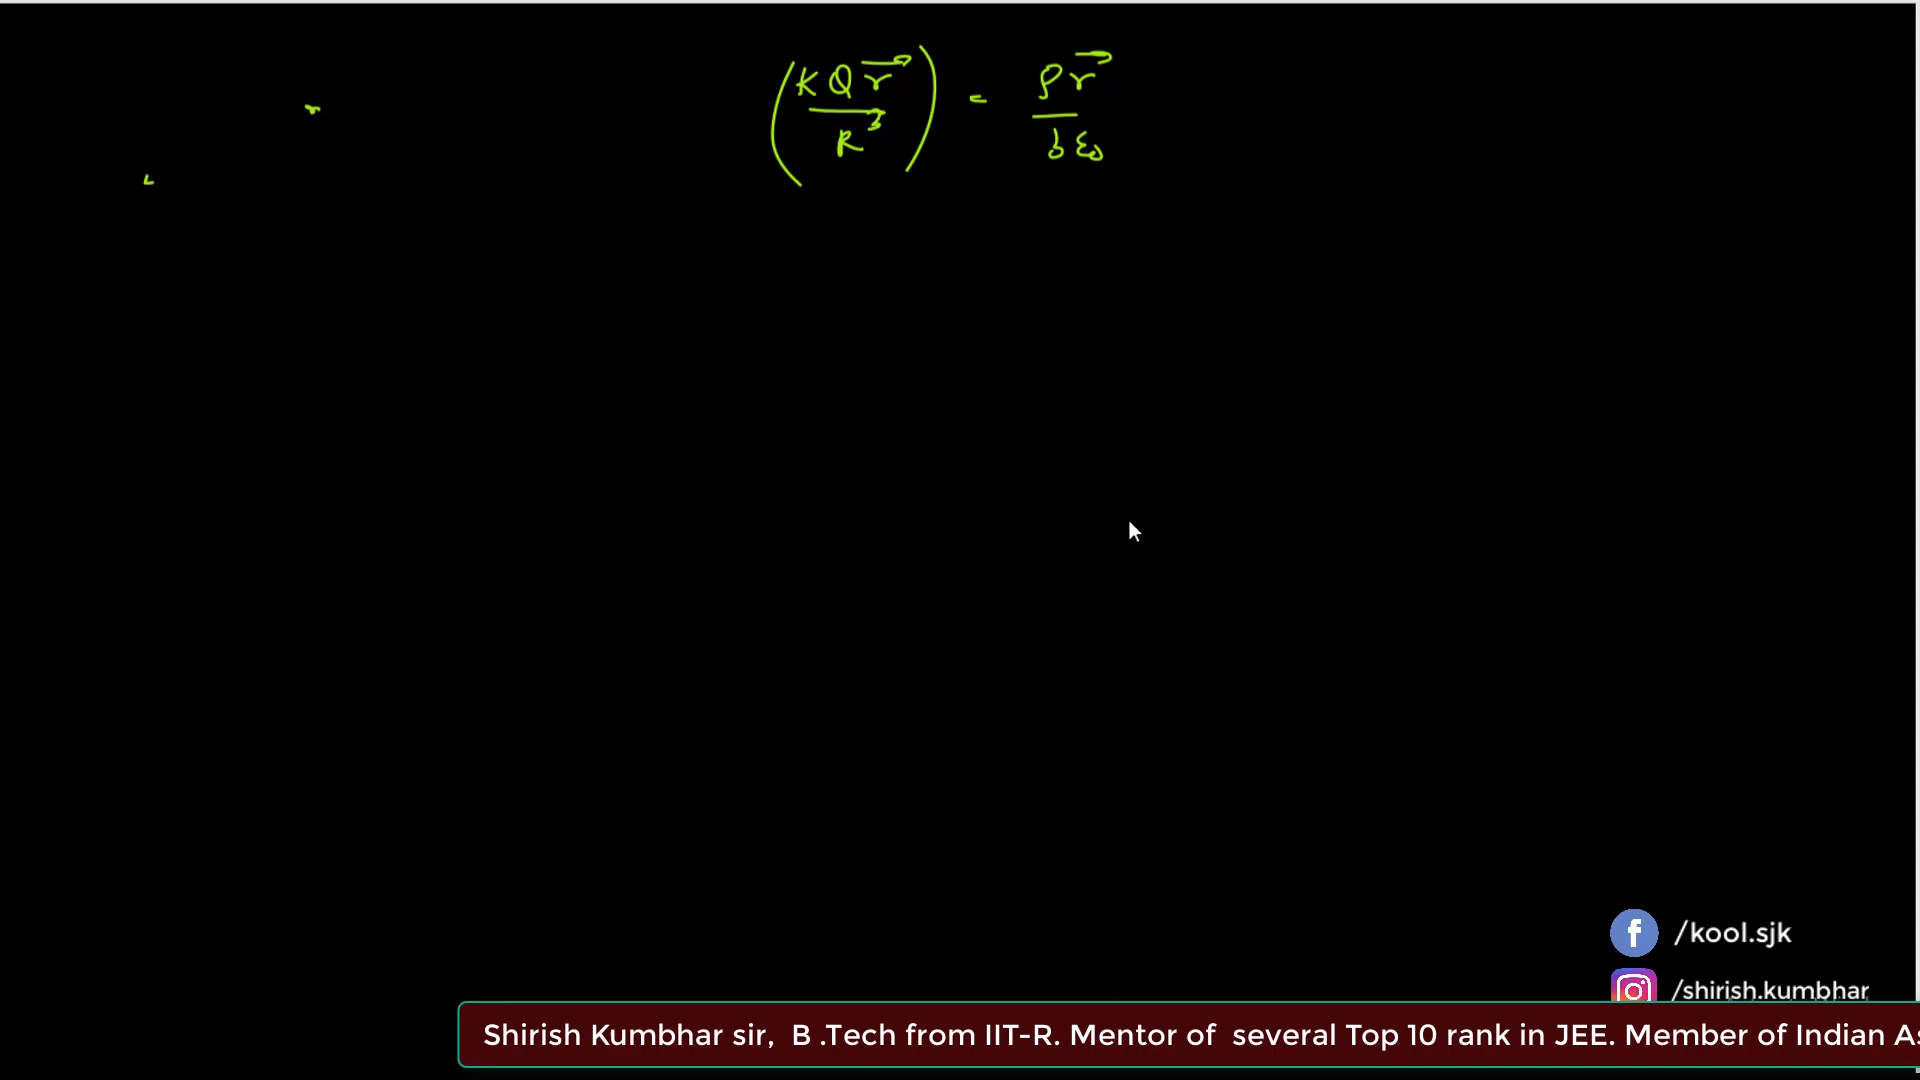 (KQr⃗/R³) = ρr⃗/3ε₀
/kool.sjk
/shirish.kumbhar
Shirish Kumbhar sir, B .Tech from IIT-R. Mentor of several Top 10 rank in JEE. Member of Indian As